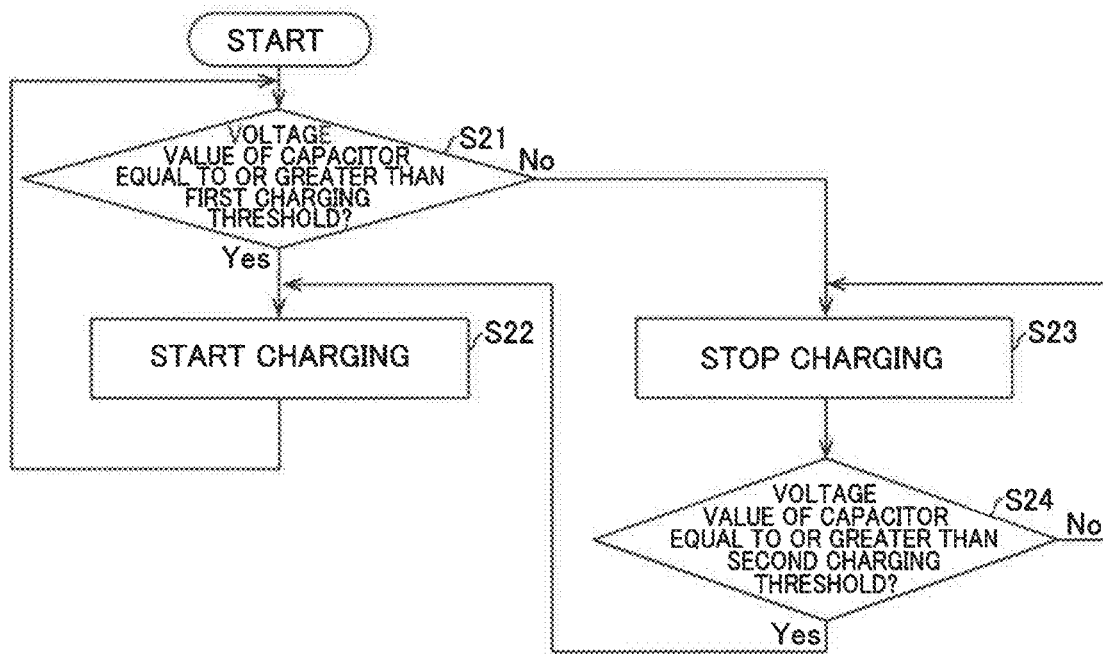 START
VOLTAGE
VALUE OF CAPACITOR
EQUAL TO OR GREATER THAN
FIRST CHARGING
THRESHOLD?
S21
No
Yes
START CHARGING
S22
STOP CHARGING
S23
VOLTAGE
VALUE OF CAPACITOR
EQUAL TO OR GREATER THAN
SECOND CHARGING
THRESHOLD?
S24
No
Yes